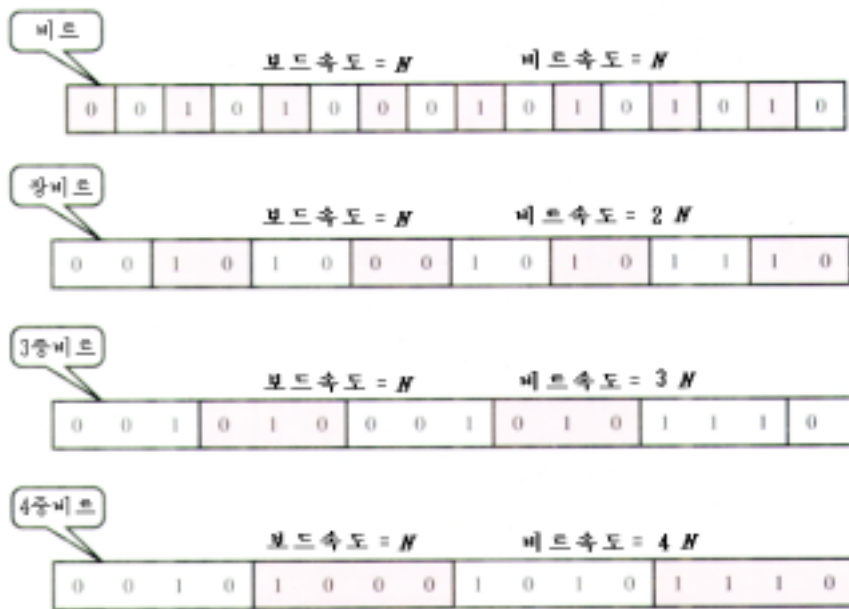 비트
보드속도 = N 비트속도 = N
0 0 1 0 1 0 0 0 1 0 1 0 1 0 1 0
쌍비트
보드속도 = N 비트속도 = 2 N
0 0 1 0 1 0 0 0 1 0 1 0 1 1 1 0
3중비트
보드속도 = N 비트속도 = 3 N
0 0 1 0 1 0 0 0 1 0 1 0 1 1 1 0
4중비트
보드속도 = N 비트속도 = 4 N
0 0 1 0 1 0 0 0 1 0 1 0 1 1 1 0